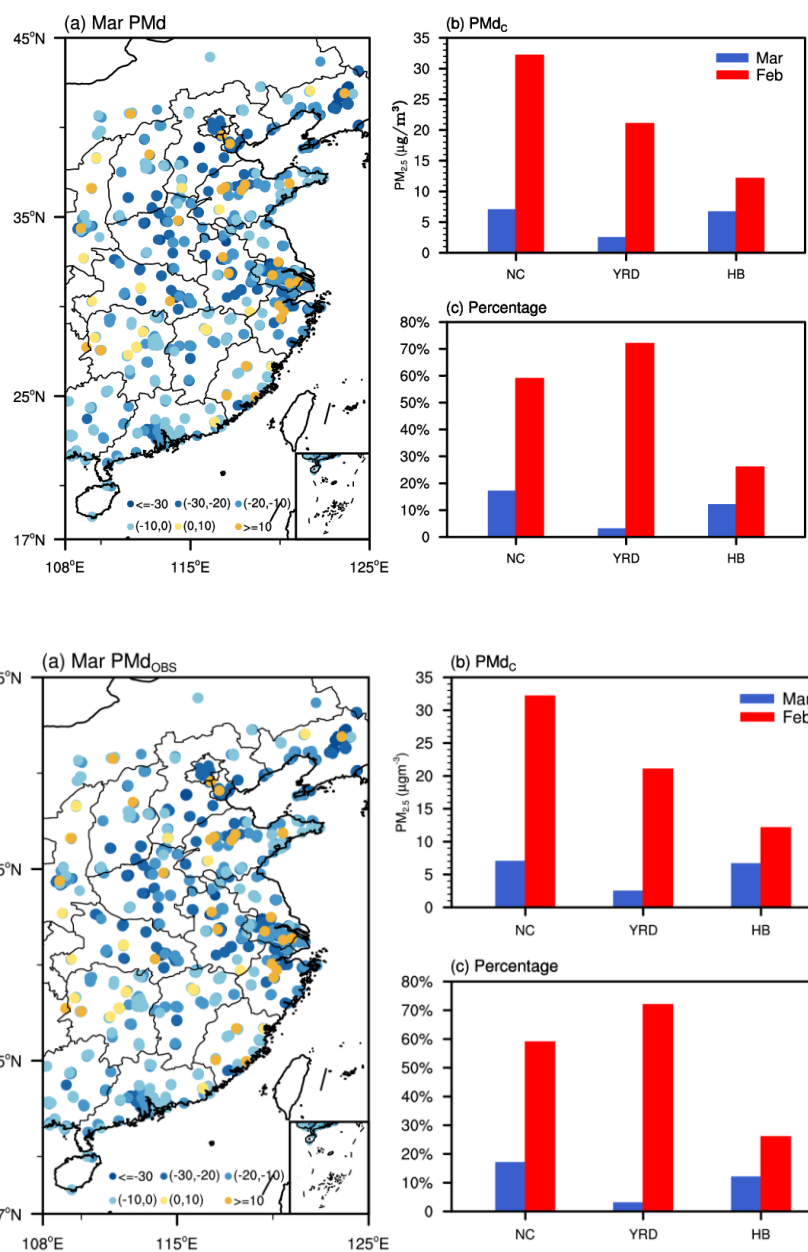 (a) Mar PMd
45°N
35°N
25°N
17°N
108°E
115°E
125°E
<=-30
(-30,-20)
(-20,-10)
(-10,0)
(0,10)
>=10
(b) PMdC
PM2.5 (μg/m³)
35
30
25
20
15
10
5
0
Mar
Feb
NC
YRD
HB
(c) Percentage
80%
70%
60%
50%
40%
30%
20%
10%
0
NC
YRD
HB
(a) Mar PMdOBS
5°N
5°N
5°N
7°N
108°E
115°E
125°E
<=-30
(-30,-20)
(-20,-10)
(-10,0)
(0,10)
>=10
(b) PMdC
PM2.5 (μgm-3)
35
30
25
20
15
10
5
0
Mar
Feb
NC
YRD
HB
(c) Percentage
80%
70%
60%
50%
40%
30%
20%
10%
0
NC
YRD
HB